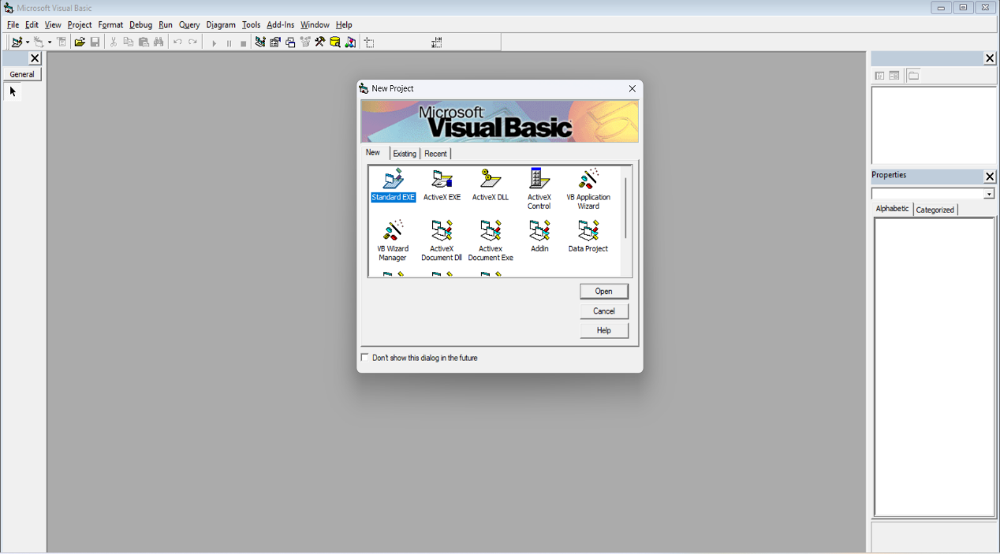 Microsoft Visual Basic
File Edit View Project Format Debug Run Query Diagram Tools Add-Ins Window Help
General
New Project
Microsoft
Visual Basic
New Existing Recent
Standard EXE ActiveX EXE ActiveX DLL ActiveX Control VB Application Wizard
VB Wizard Manager ActiveX Document Dll Activex Document Exe Addin Data Project
Open
Cancel
Help
Don't show this dialog in the future
Properties
Alphabetic Categorized